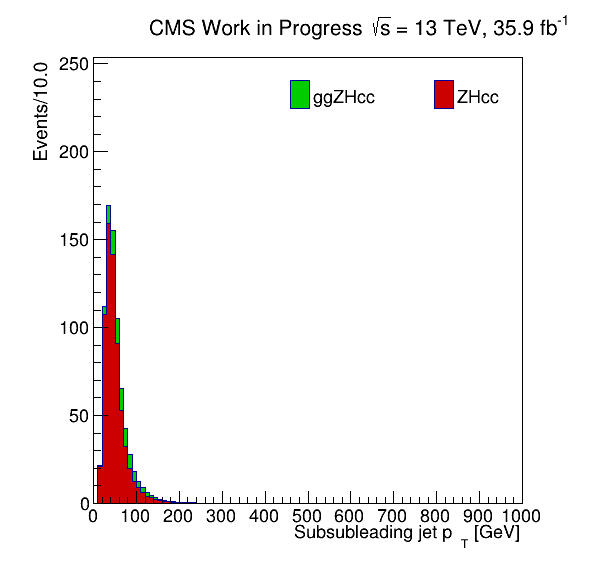 CMS Work in Progress √s = 13 TeV, 35.9 fb⁻¹
Events/10.0
250
200
150
100
50
0
ggZHcc
ZHcc
0 100 200 300 400 500 600 700 800 900 1000
Subsubleading jet p_T [GeV]